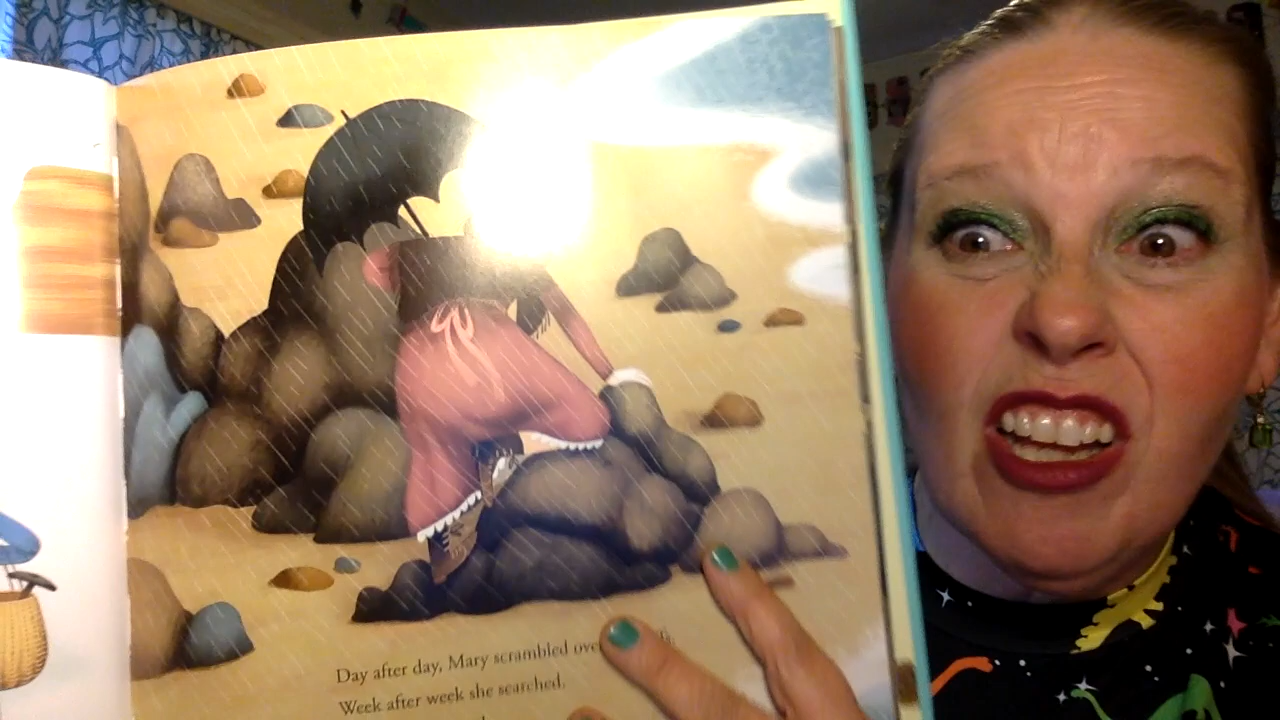 Day after day, Mary scrambled over
Week after week she searched.